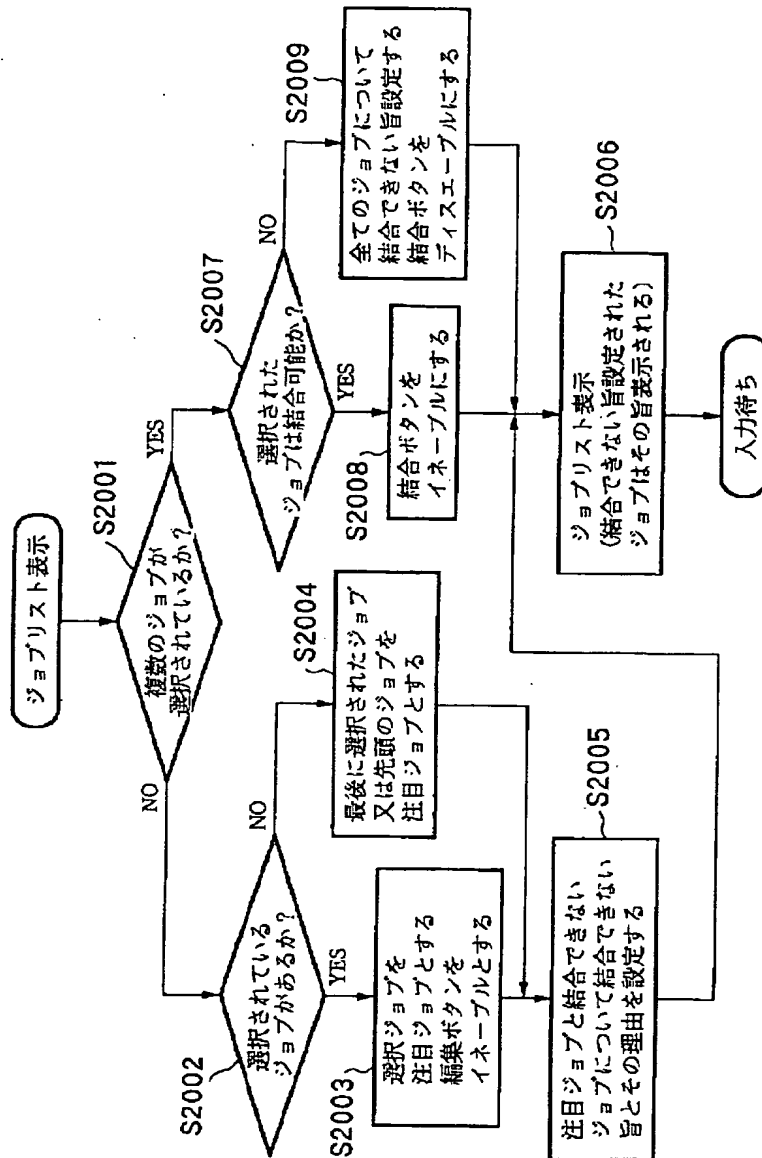 ジョブリスト表示
S2001
複数のジョブが
選択されているか?
NO
YES
S2002
選択されている
ジョブがあるか?
NO
YES
S2003
選択ジョブを
注目ジョブとする
編集ボタンを
イネーブルとする
S2004
最後に選択されたジョブ
又は先頭のジョブを
注目ジョブとする
S2005
注目ジョブと結合できない
ジョブについて結合できない
旨とその理由を設定する
S2007
選択された
ジョブは結合可能か?
NO
YES
S2008
結合ボタンを
イネーブルにする
S2009
全てのジョブについて
結合できない旨設定する
結合ボタンを
ディスエーブルにする
S2006
ジョブリスト表示
(結合できない旨設定された
ジョブはその旨表示される)
入力待ち